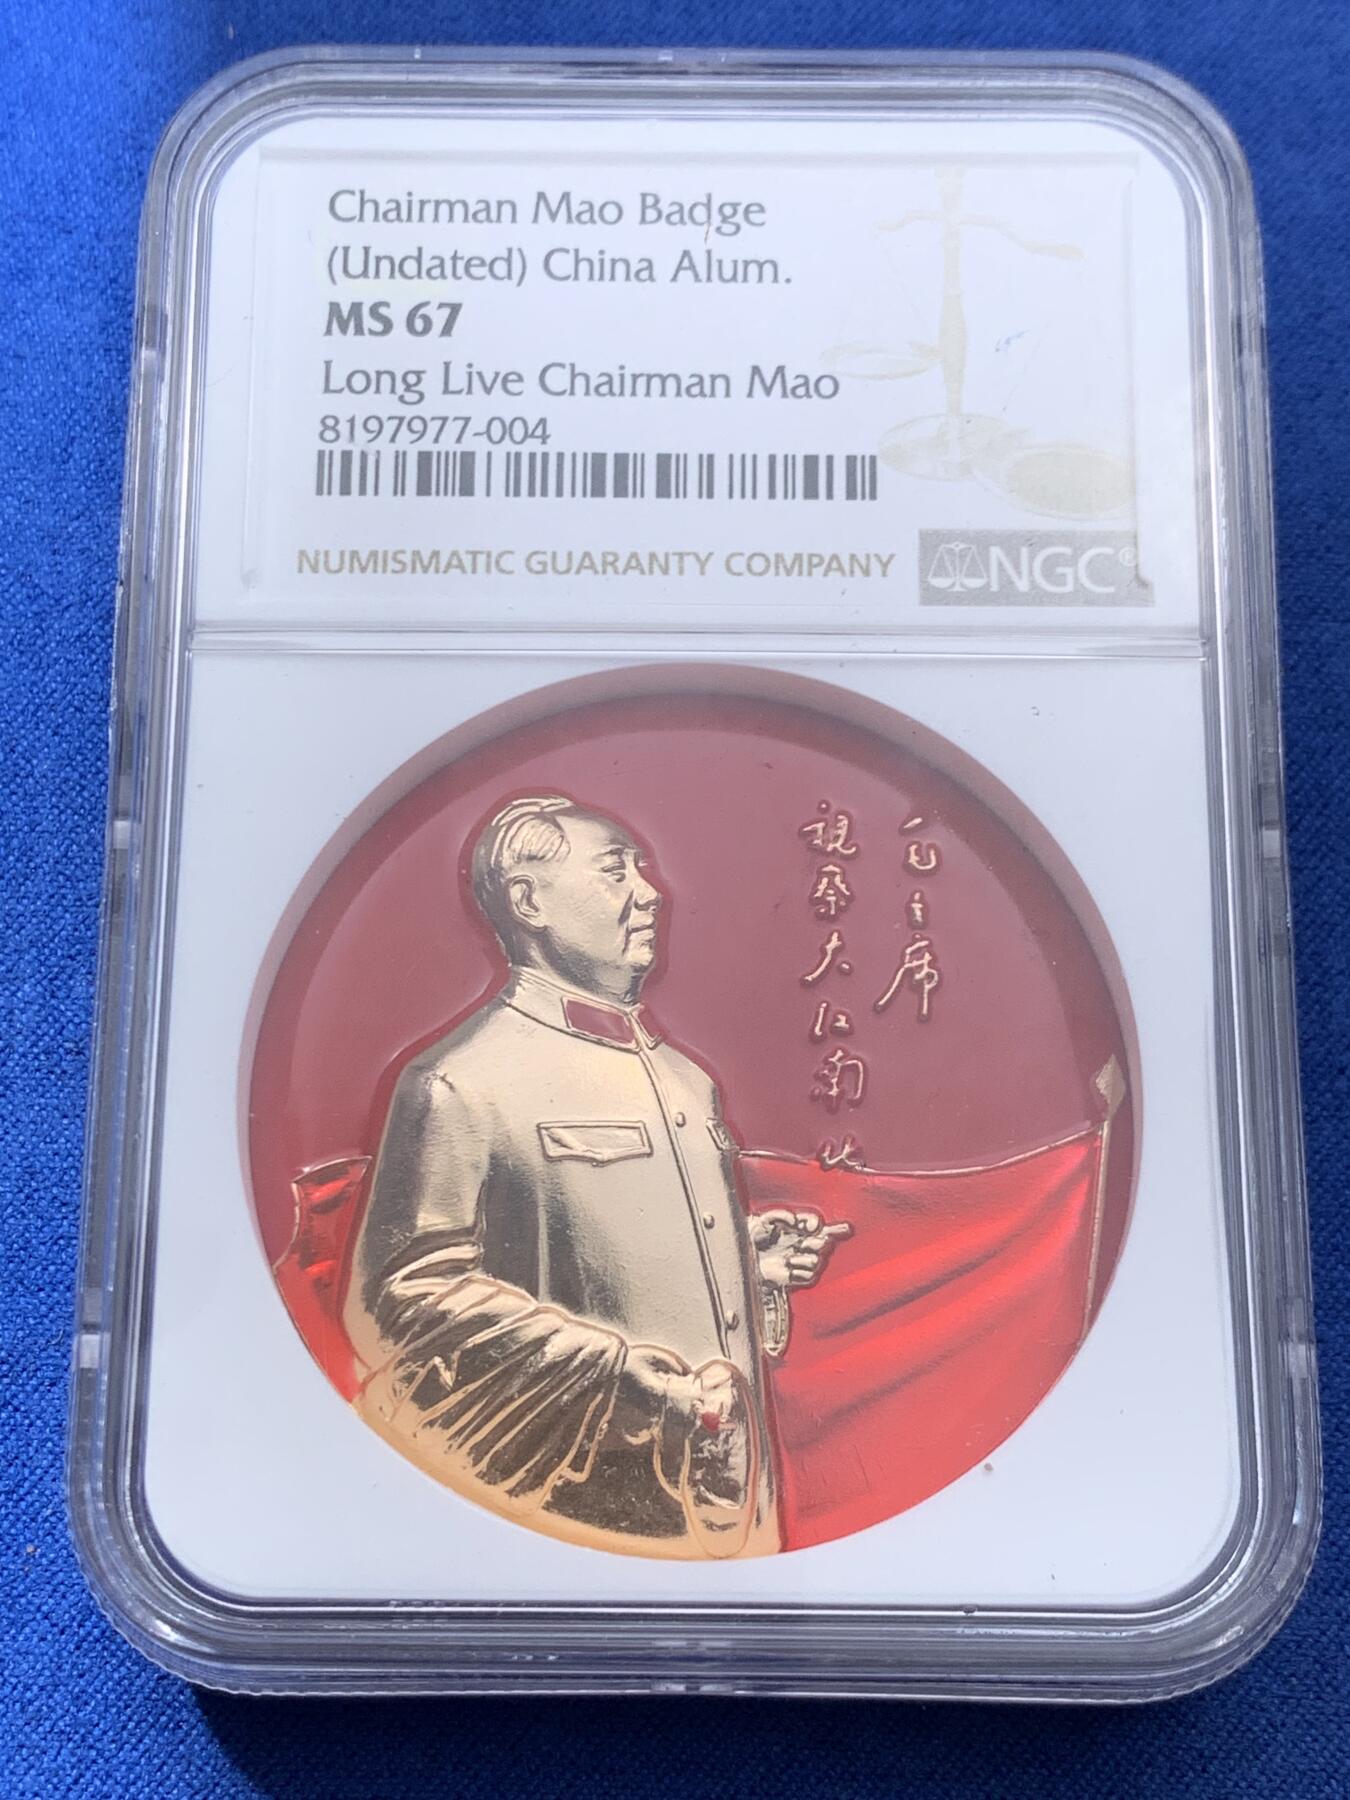 Chairman Mao Badge
(Undated) China Alum.
MS 67
Long Live Chairman Mao
8197977-004
NUMISMATIC GUARANTY COMPANY
NGC®
毛主席
视察大江南北